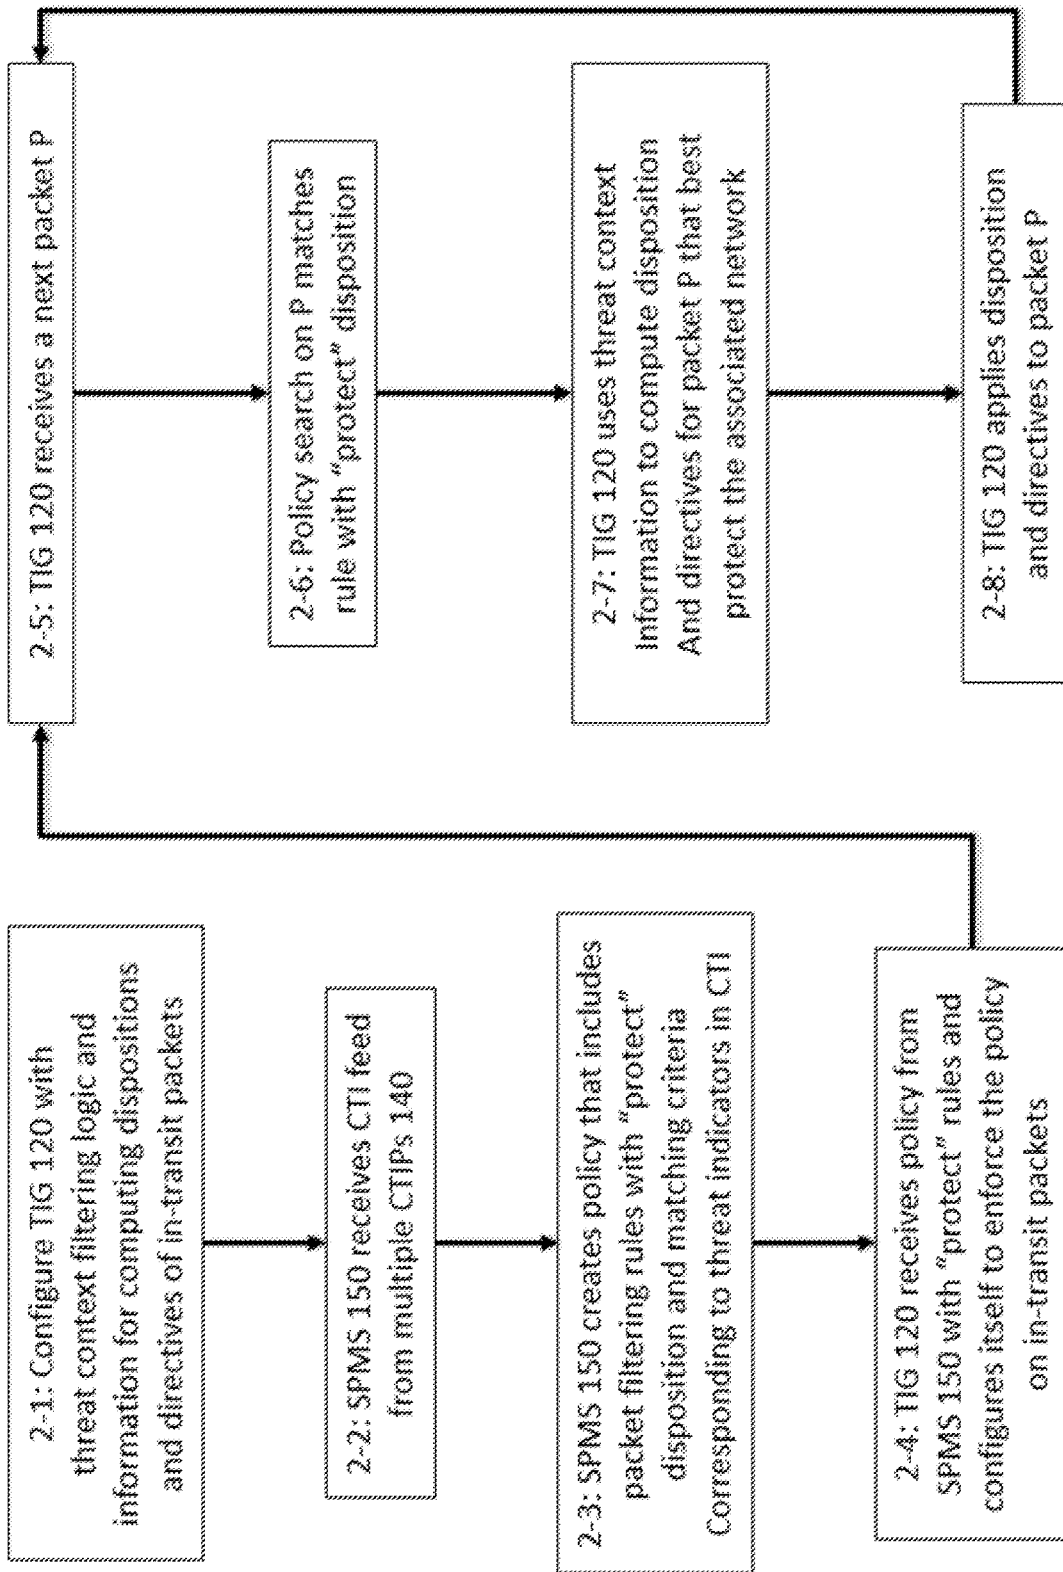 2-1: Configure TIG 120 with
threat context filtering logic and
information for computing dispositions
and directives of in-transit packets
2-2: SPMS 150 receives CTI feed
from multiple CTIPs 140
2-3: SPMS 150 creates policy that includes
packet filtering rules with “protect”
disposition and matching criteria
Corresponding to threat indicators in CTI
2-4: TIG 120 receives policy from
SPMS 150 with “protect” rules and
configures itself to enforce the policy
on in-transit packets
2-5: TIG 120 receives a next packet P
2-6: Policy search on P matches
rule with “protect” disposition
2-7: TIG 120 uses threat context
Information to compute disposition
And directives for packet P that best
protect the associated network
2-8: TIG 120 applies disposition
and directives to packet P